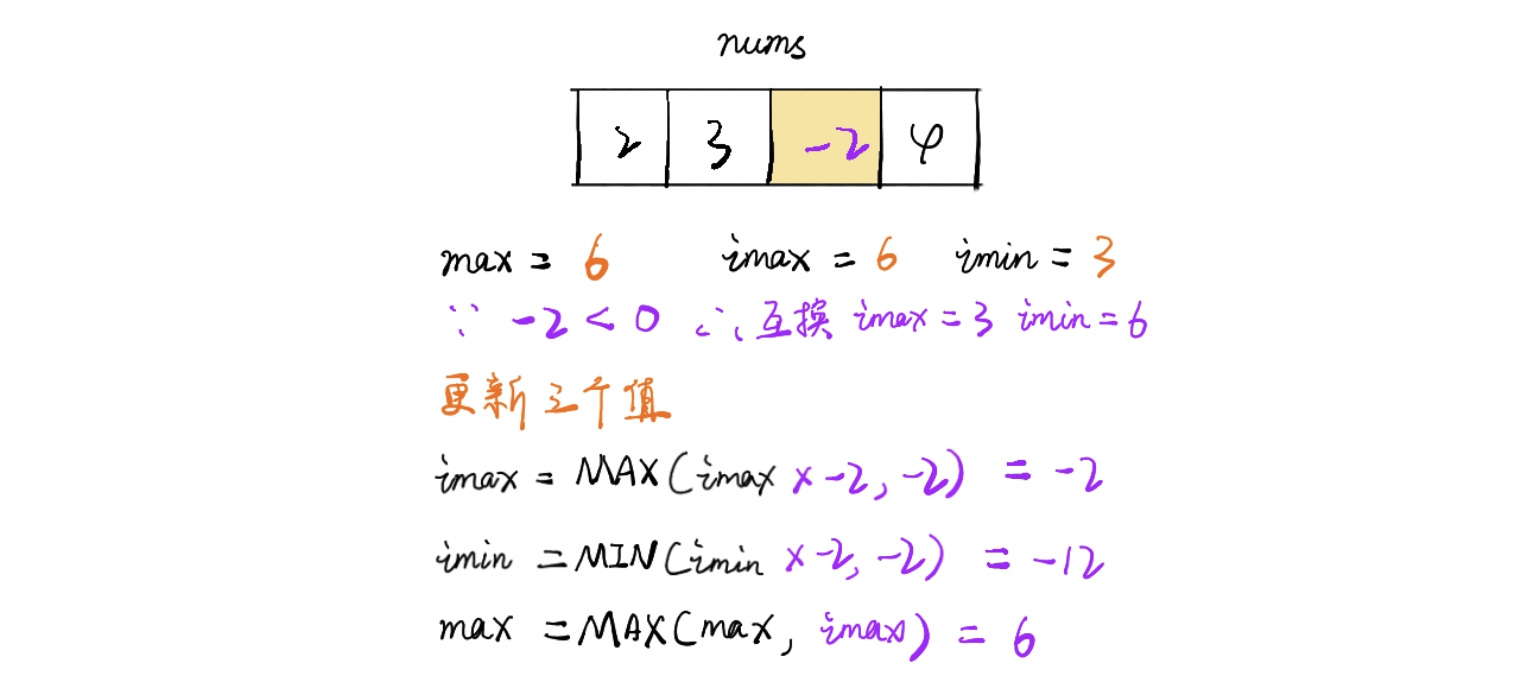 nums
2 3 -2 4
max = 6 imax = 6 imin = 3
∵ -2 < 0 ∴ 互换 imax = 3 imin = 6
更新三个值
imax = MAX(imax x -2, -2) = -2
imin = MIN(imin x -2, -2) = -12
max = MAX(max, imax) = 6